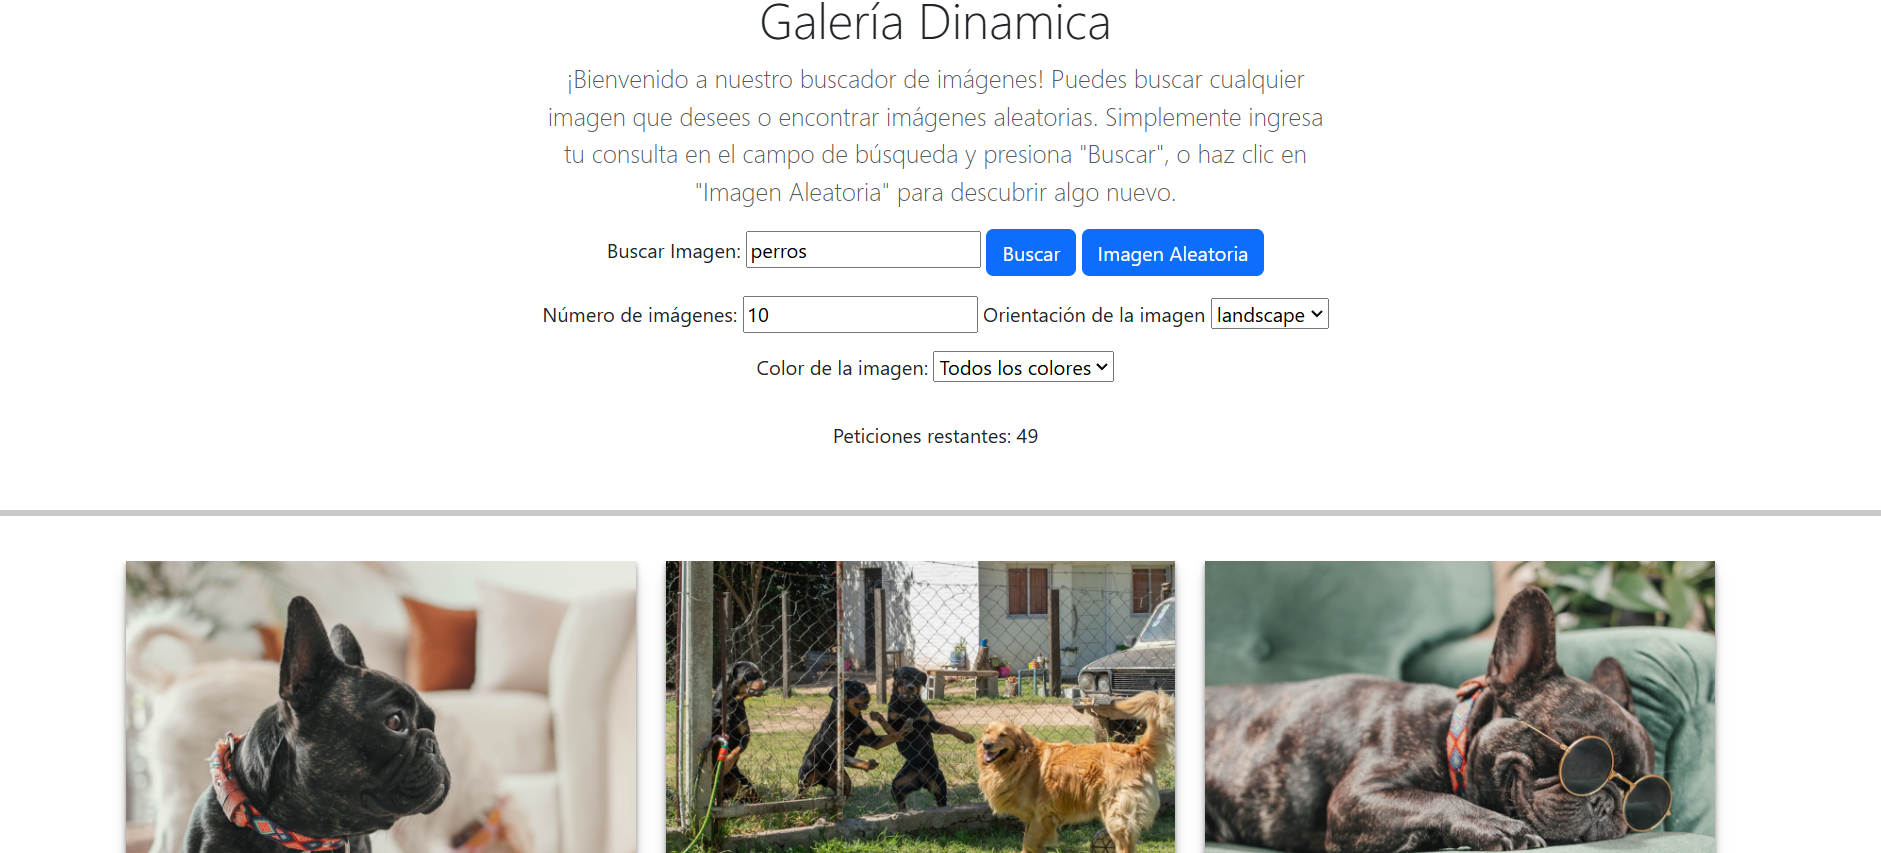 Galería Dinamica
¡Bienvenido a nuestro buscador de imágenes! Puedes buscar cualquier
imagen que desees o encontrar imágenes aleatorias. Simplemente ingresa
tu consulta en el campo de búsqueda y presiona "Buscar", o haz clic en
"Imagen Aleatoria" para descubrir algo nuevo.
Buscar Imagen: perros Buscar Imagen Aleatoria
Número de imágenes: 10 Orientación de la imagen landscape
Color de la imagen: Todos los colores
Peticiones restantes: 49